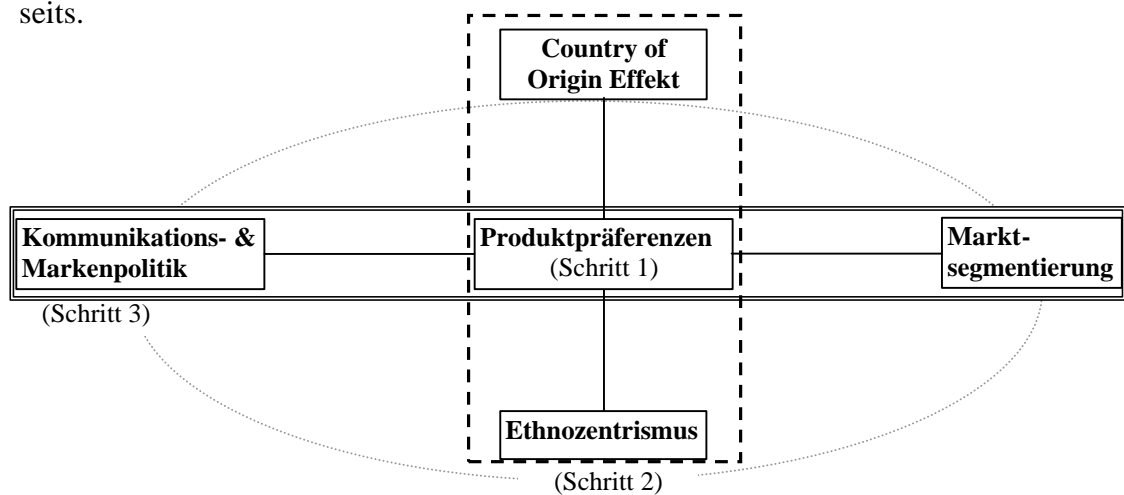 seits.
Country of
Origin Effekt
Kommunikations- &
Markenpolitik
Produktpräferenzen
(Schritt 1)
Markt-
segmentierung
(Schritt 3)
Ethnozentrismus
(Schritt 2)